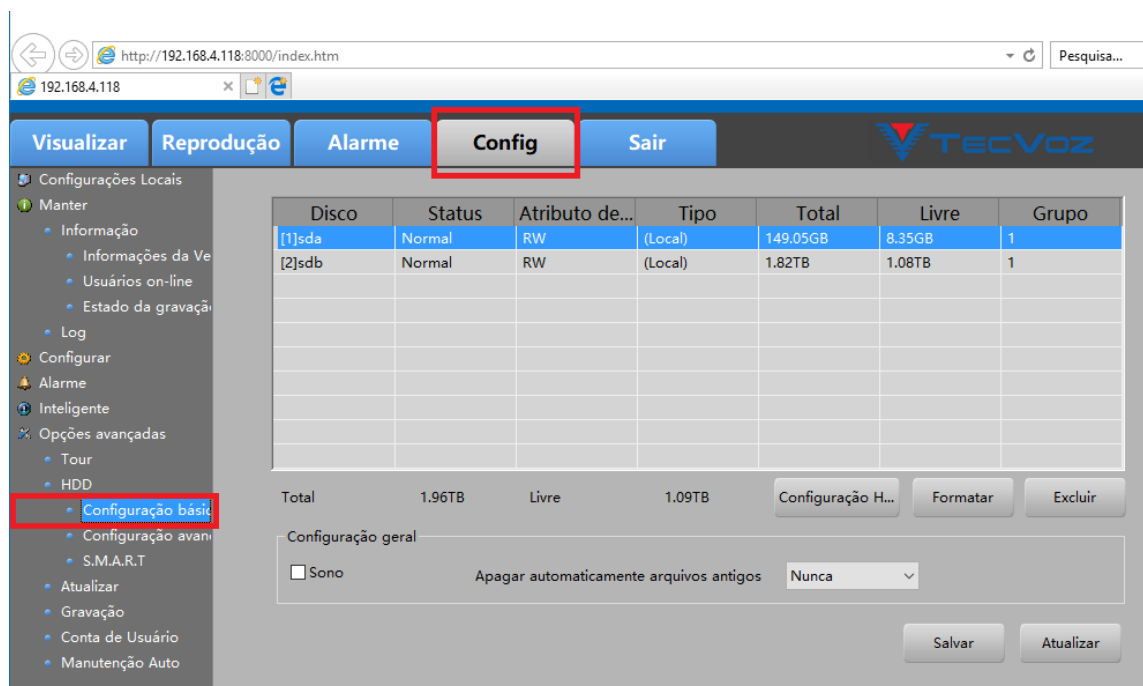 http://192.168.4.118:8000/index.htm
Pesquisa...
192.168.4.118
Visualizar Reprodução Alarme Config Sair TECVOZ
Configurações Locais
Manter
Informação
Informações da Ve
Usuários on-line
Estado da gravaçã
Log
Configurar
Alarme
Inteligente
Opções avançadas
Tour
HDD
Configuração básic
Configuração avan
S.M.A.R.T
Atualizar
Gravação
Conta de Usuário
Manutenção Auto
Disco Status Atributo de... Tipo Total Livre Grupo
[1]sda Normal RW (Local) 149.05GB 8.35GB 1
[2]sdb Normal RW (Local) 1.82TB 1.08TB 1
Total 1.96TB Livre 1.09TB Configuração H... Formatar Excluir
Configuração geral
Sono Apagar automaticamente arquivos antigos Nunca
Salvar Atualizar